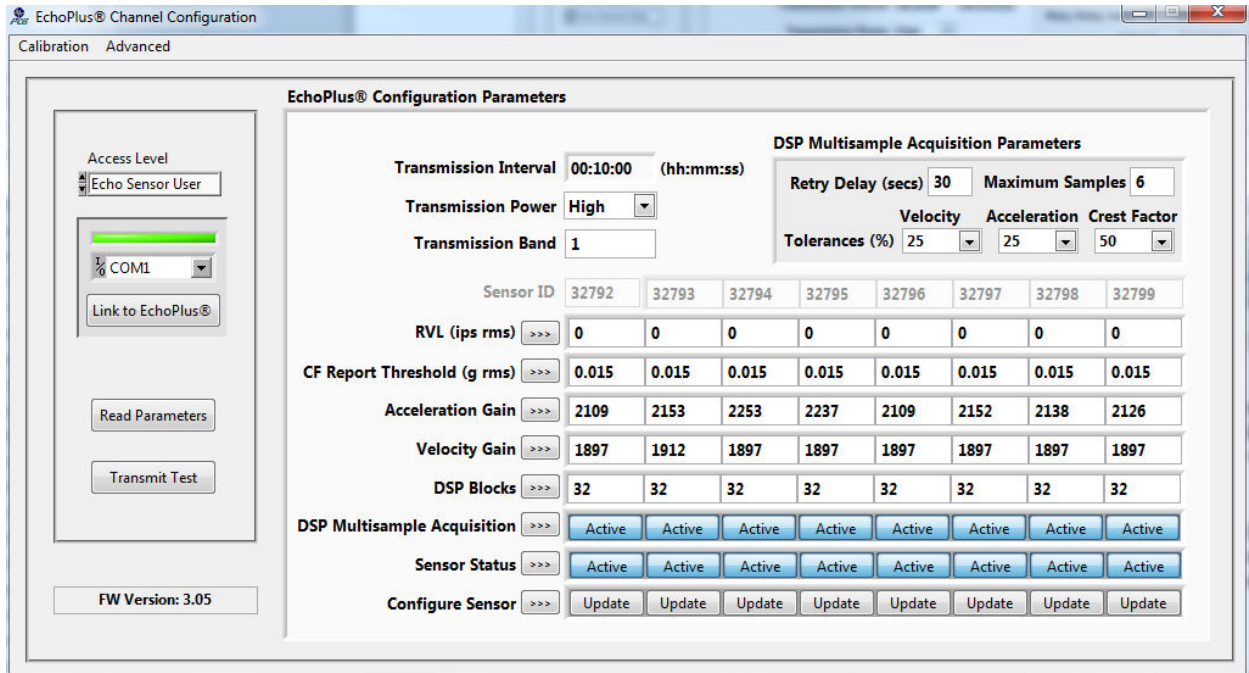 EchoPlus® Channel Configuration
Calibration Advanced
EchoPlus® Configuration Parameters
Access Level
Echo Sensor User
COM1
Link to EchoPlus®
Read Parameters
Transmit Test
FW Version: 3.05
Transmission Interval 00:10:00 (hh:mm:ss)
Transmission Power High
Transmission Band 1
DSP Multisample Acquisition Parameters
Retry Delay (secs) 30 Maximum Samples 6
Velocity Acceleration Crest Factor
Tolerances (%) 25 25 50
Sensor ID 32792 32793 32794 32795 32796 32797 32798 32799
RVL (ips rms) >>> 0 0 0 0 0 0 0 0
CF Report Threshold (g rms) >>> 0.015 0.015 0.015 0.015 0.015 0.015 0.015 0.015
Acceleration Gain >>> 2109 2153 2253 2237 2109 2152 2138 2126
Velocity Gain >>> 1897 1912 1897 1897 1897 1897 1897 1897
DSP Blocks >>> 32 32 32 32 32 32 32 32
DSP Multisample Acquisition >>> Active Active Active Active Active Active Active Active
Sensor Status >>> Active Active Active Active Active Active Active Active
Configure Sensor >>> Update Update Update Update Update Update Update Update